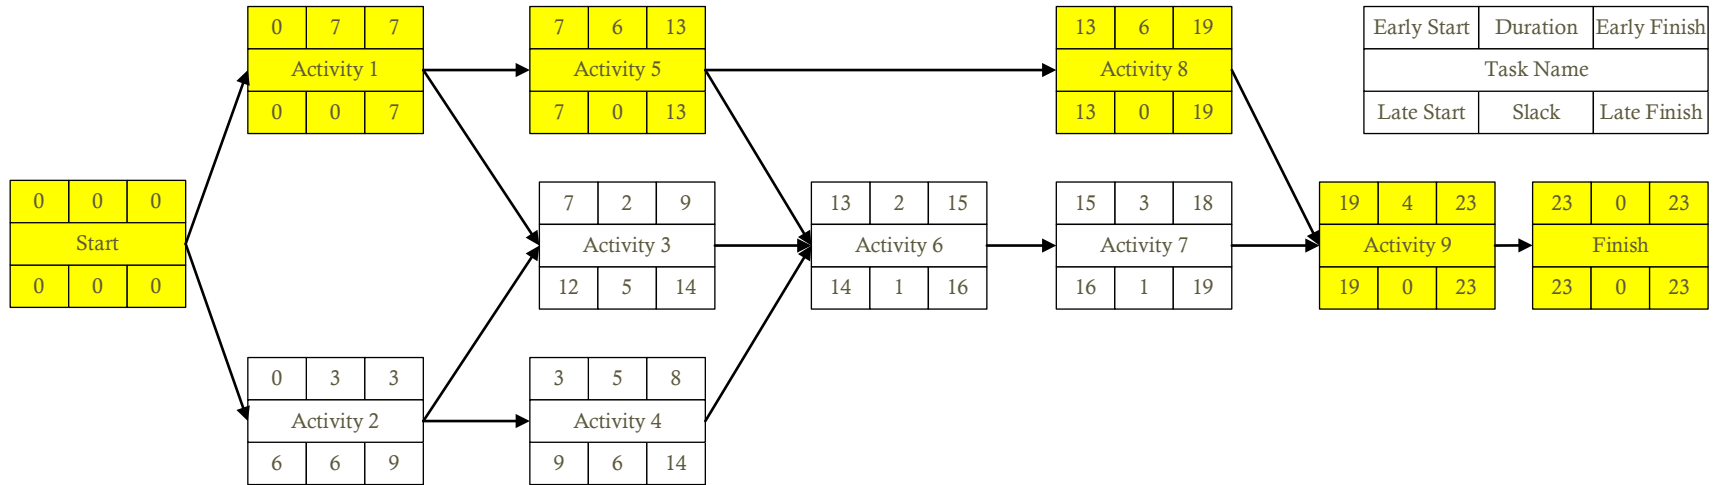 0 7 7
Activity 1
0 0 7
7 6 13
Activity 5
7 0 13
13 6 19
Activity 8
13 0 19
Early Start Duration Early Finish
Task Name
Late Start Slack Late Finish
0 0 0
Start
0 0 0
7 2 9
Activity 3
12 5 14
13 2 15
Activity 6
14 1 16
15 3 18
Activity 7
16 1 19
19 4 23
Activity 9
19 0 23
23 0 23
Finish
23 0 23
0 3 3
Activity 2
6 6 9
3 5 8
Activity 4
9 6 14